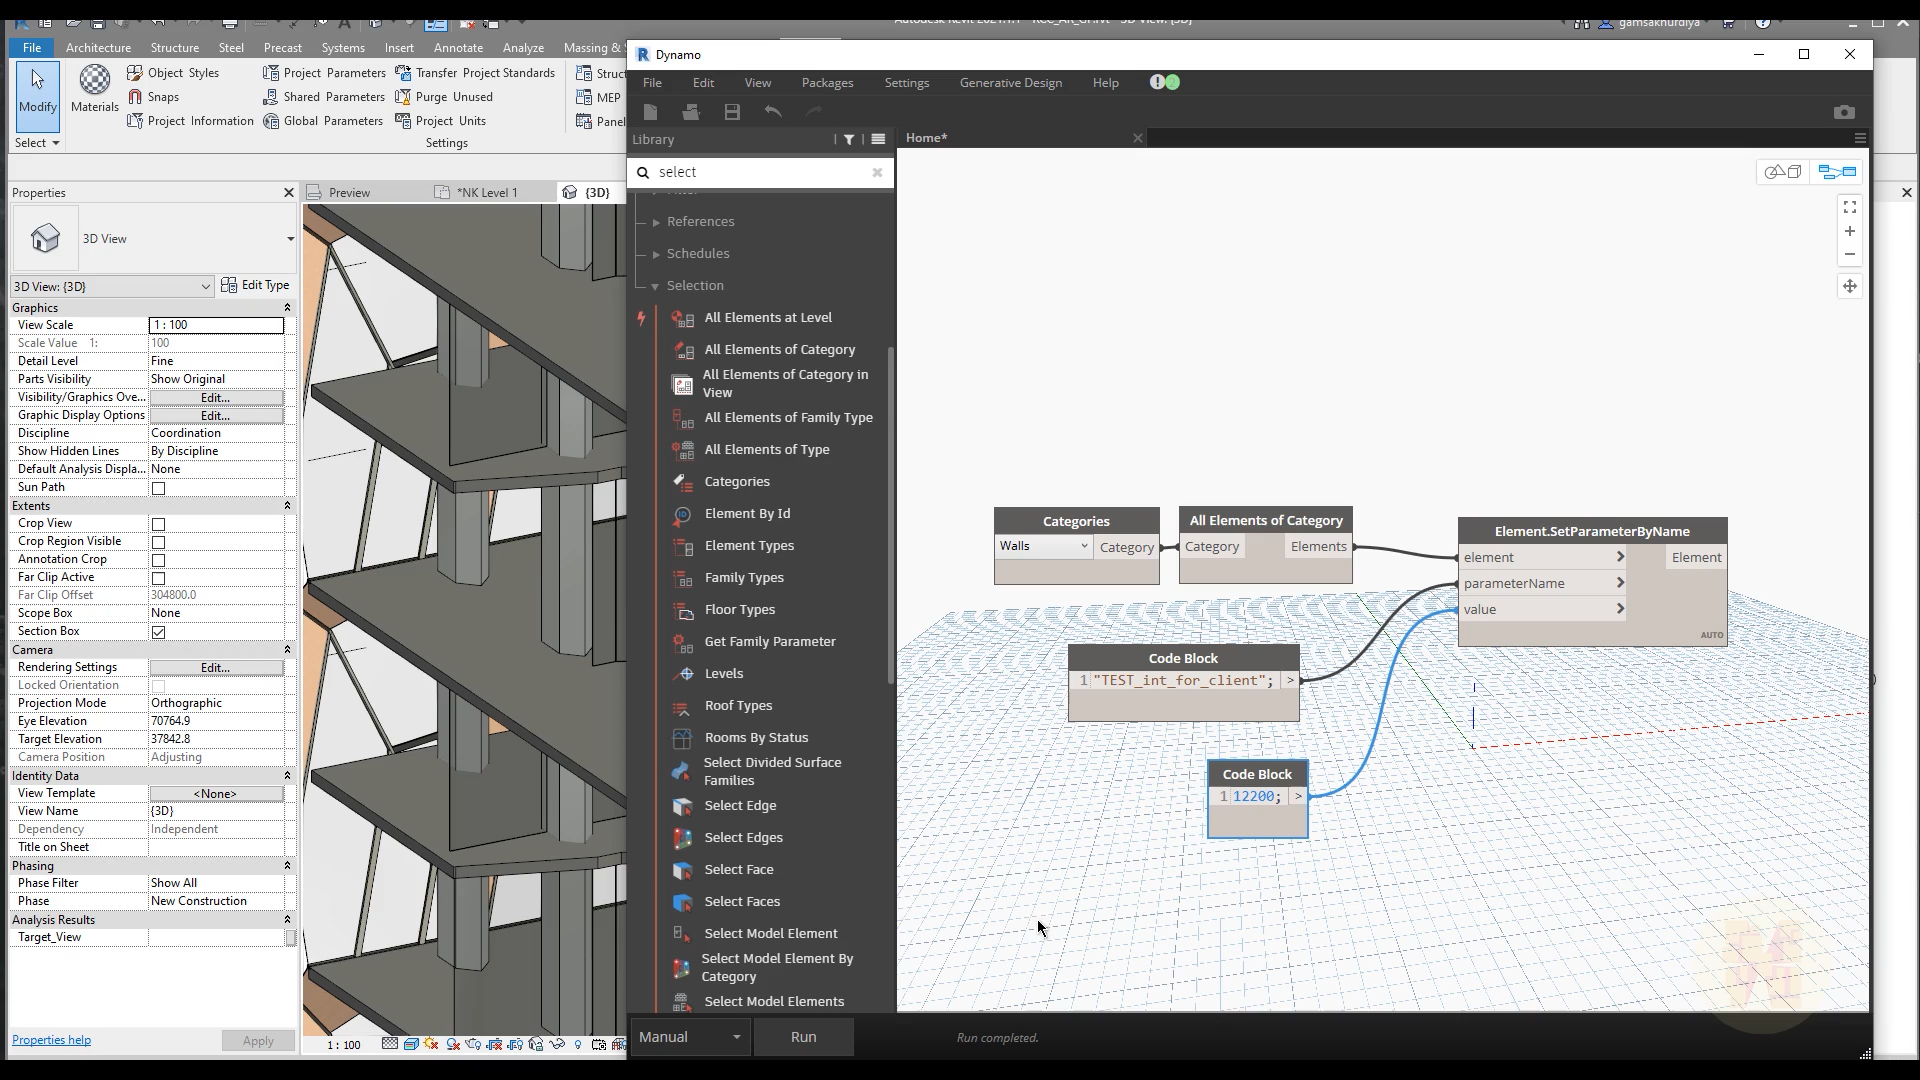 gamsakhurdiya
File
Architecture
Structure
Steel
Precast
Systems
Insert
Annotate
Analyze
Massing &
Modify
Materials
Object Styles
Snaps
Project Information
Project Parameters
Shared Parameters
Global Parameters
Transfer Project Standards
Purge Unused
Project Units
Struct
MEP
Panel
Select
Settings
Properties
3D View
3D View: {3D}
Edit Type
Graphics
View Scale 1 : 100
Scale Value 1: 100
Detail Level Fine
Parts Visibility Show Original
Visibility/Graphics Ove... Edit...
Graphic Display Options Edit...
Discipline Coordination
Show Hidden Lines By Discipline
Default Analysis Displa... None
Sun Path
Extents
Crop View
Crop Region Visible
Annotation Crop
Far Clip Active
Far Clip Offset 304800.0
Scope Box None
Section Box
Camera
Rendering Settings Edit...
Locked Orientation
Projection Mode Orthographic
Eye Elevation 70764.9
Target Elevation 37842.8
Camera Position Adjusting
Identity Data
View Template <None>
View Name {3D}
Dependency Independent
Title on Sheet
Phasing
Phase Filter Show All
Phase New Construction
Analysis Results
Target_View
Properties help
Apply
Preview
*NK Level 1
{3D}
1 : 100
Dynamo
File
Edit
View
Packages
Settings
Generative Design
Help
Library
select
References
Schedules
Selection
All Elements at Level
All Elements of Category
All Elements of Category in
View
All Elements of Family Type
All Elements of Type
Categories
Element By Id
Element Types
Family Types
Floor Types
Get Family Parameter
Levels
Roof Types
Rooms By Status
Select Divided Surface
Families
Select Edge
Select Edges
Select Face
Select Faces
Select Model Element
Select Model Element By
Category
Select Model Elements
Home*
Categories
Walls
Category
All Elements of Category
Category
Elements
Element.SetParameterByName
element
Element
parameterName
value
AUTO
Code Block
1 "TEST_int_for_client"; >
Code Block
1 12200; >
Manual
Run
Run completed.